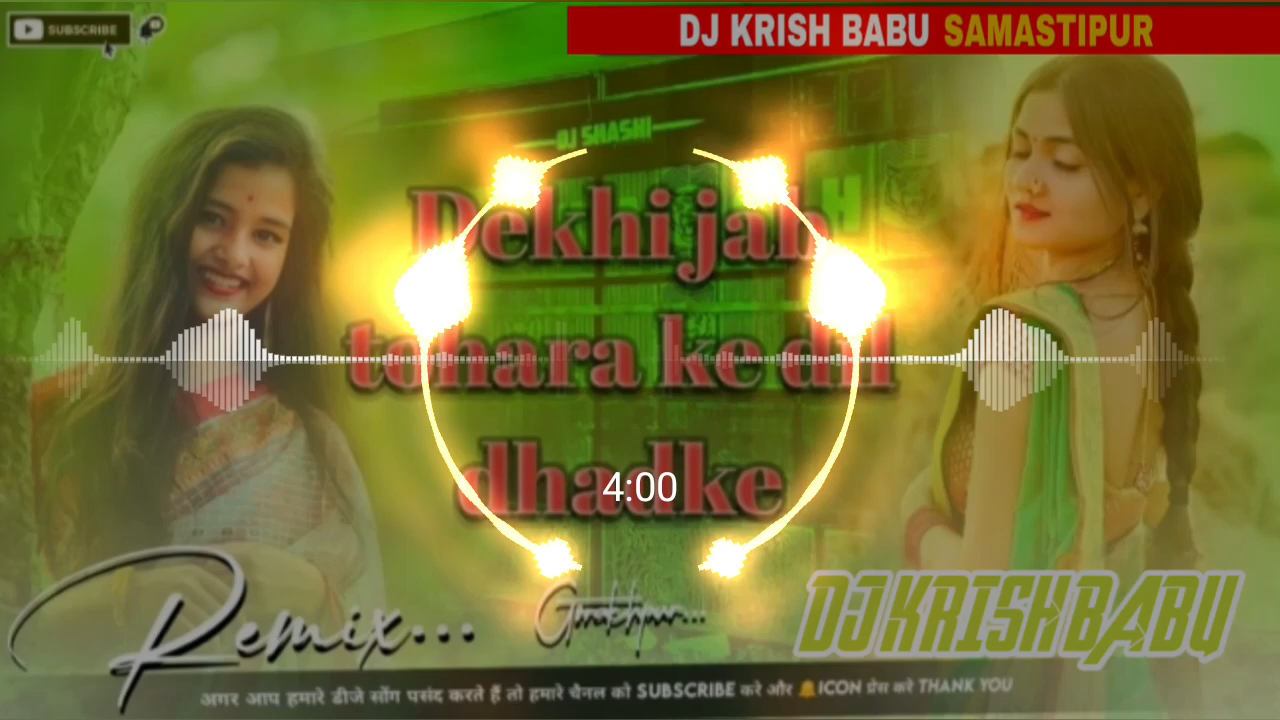 SUBSCRIBE
DJ KRISH BABU SAMASTIPUR
DJ SHASHI
Dekhi jab
tohara ke dil
dhadke
4:00
Remix...
Gorakhpur...
DJ KRISH BABU
अगर आप हमारे डीजे सोंग पसंद करते हैं तो हमारे चैनल को SUBSCRIBE करे और 🔔ICON प्रेस करे THANK YOU